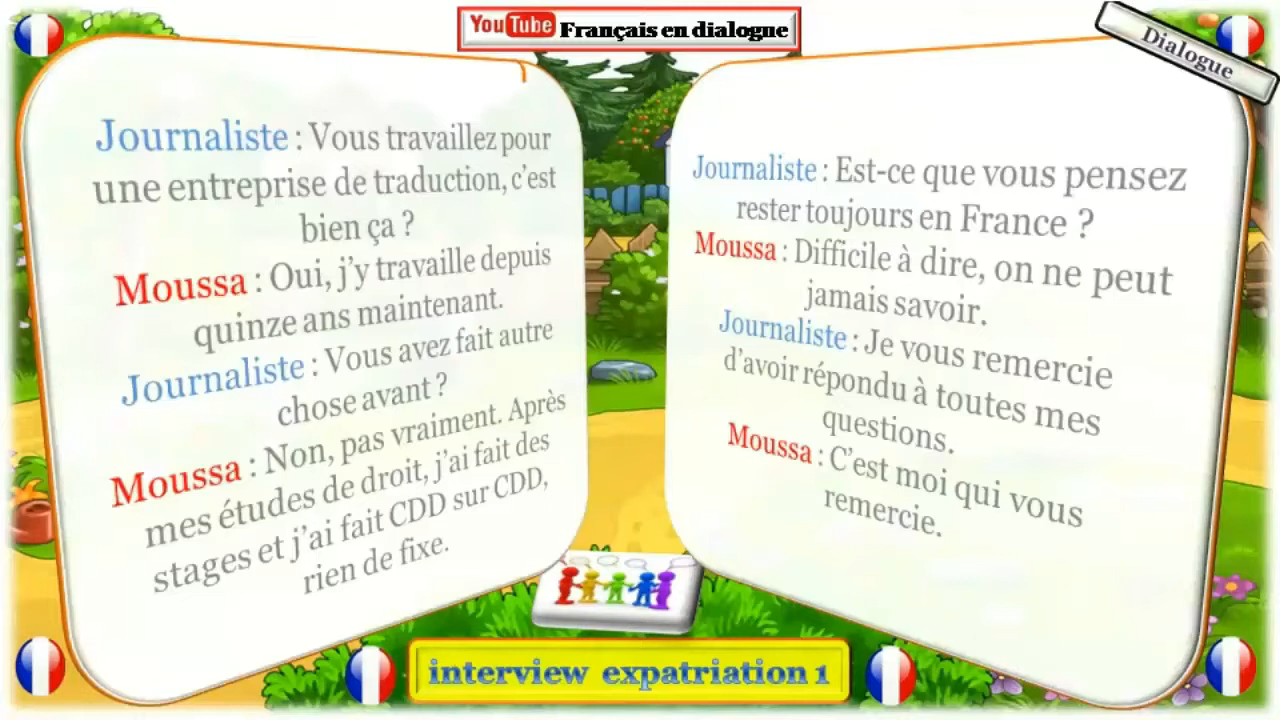 YouTube Français en dialogue
Dialogue
Journaliste : Vous travaillez pour
une entreprise de traduction, c'est
bien ça ?
Moussa : Oui, j'y travaille depuis
quinze ans maintenant.
Journaliste : Vous avez fait autre
chose avant ?
Moussa : Non, pas vraiment. Après
mes études de droit, j'ai fait des
stages et j'ai fait CDD sur CDD,
rien de fixe.
Journaliste : Est-ce que vous pensez
rester toujours en France ?
Moussa : Difficile à dire, on ne peut
jamais savoir.
Journaliste : Je vous remercie
d'avoir répondu à toutes mes
questions.
Moussa : C'est moi qui vous
remercie.
interview expatriation 1